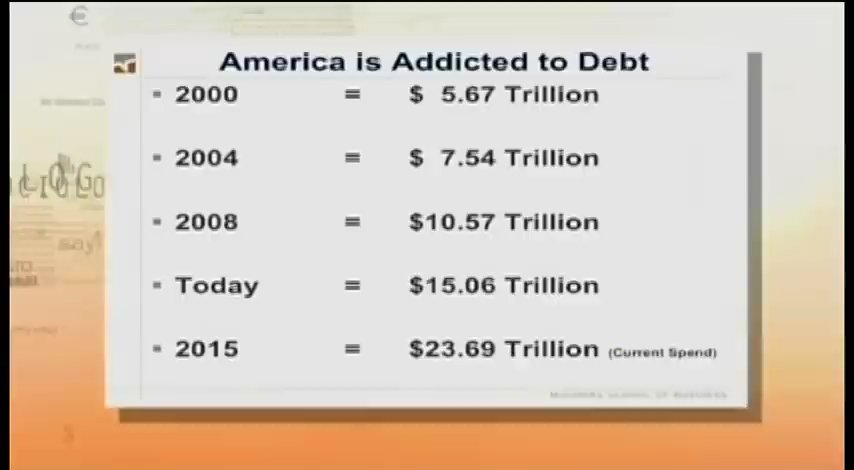 America is Addicted to Debt
▪ 2000 = $ 5.67 Trillion
▪ 2004 = $ 7.54 Trillion
▪ 2008 = $10.57 Trillion
▪ Today = $15.06 Trillion
▪ 2015 = $23.69 Trillion (Current Spend)